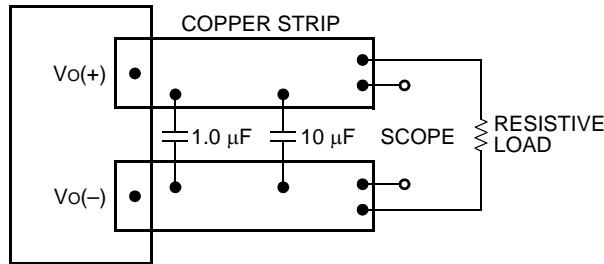 COPPER STRIP
VO(+)
1.0 µF
10 µF
SCOPE
RESISTIVE
LOAD
VO(–)